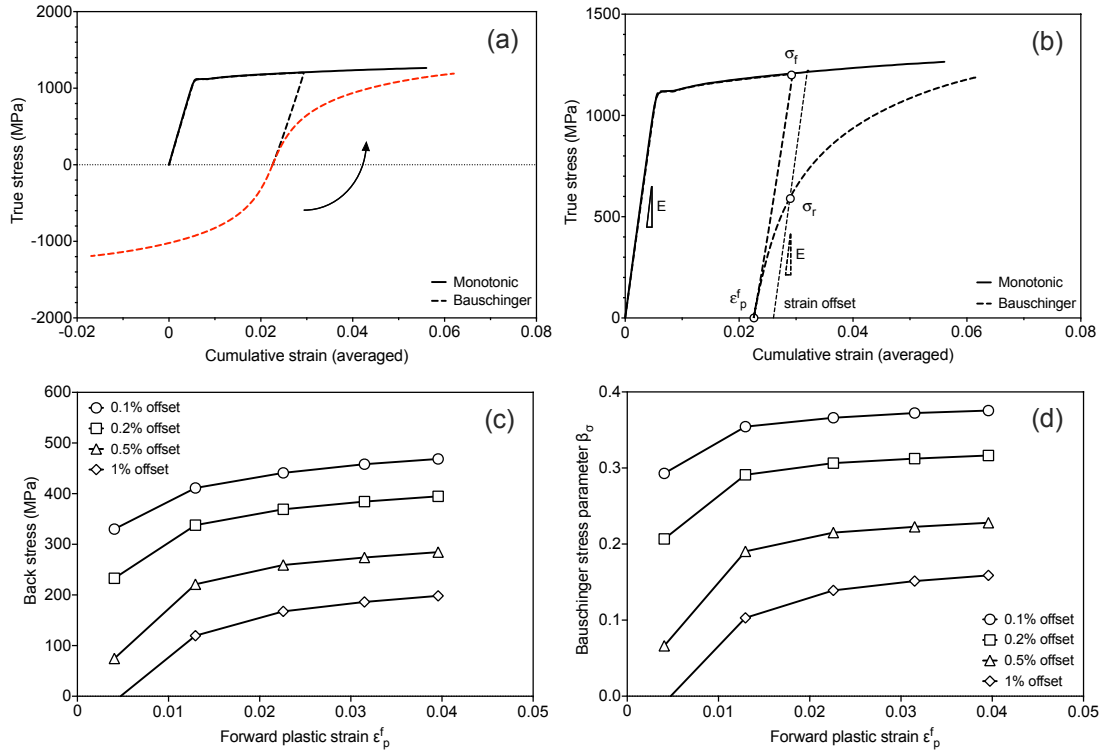 (a)
True stress (MPa)
2000
1000
0
-1000
-2000
-0.02
0
0.02
0.04
0.06
0.08
Cumulative strain (averaged)
Monotonic
Bauschinger
(b)
True stress (MPa)
1500
1000
500
0
0
0.02
0.04
0.06
0.08
Cumulative strain (averaged)
σf
σr
E
E
εpf
strain offset
Monotonic
Bauschinger
(c)
Back stress (MPa)
600
500
400
300
200
100
0
0
0.01
0.02
0.03
0.04
0.05
Forward plastic strain εpf
0.1% offset
0.2% offset
0.5% offset
1% offset
(d)
Bauschinger stress parameter βσ
0.4
0.3
0.2
0.1
0.0
0
0.01
0.02
0.03
0.04
0.05
Forward plastic strain εpf
0.1% offset
0.2% offset
0.5% offset
1% offset